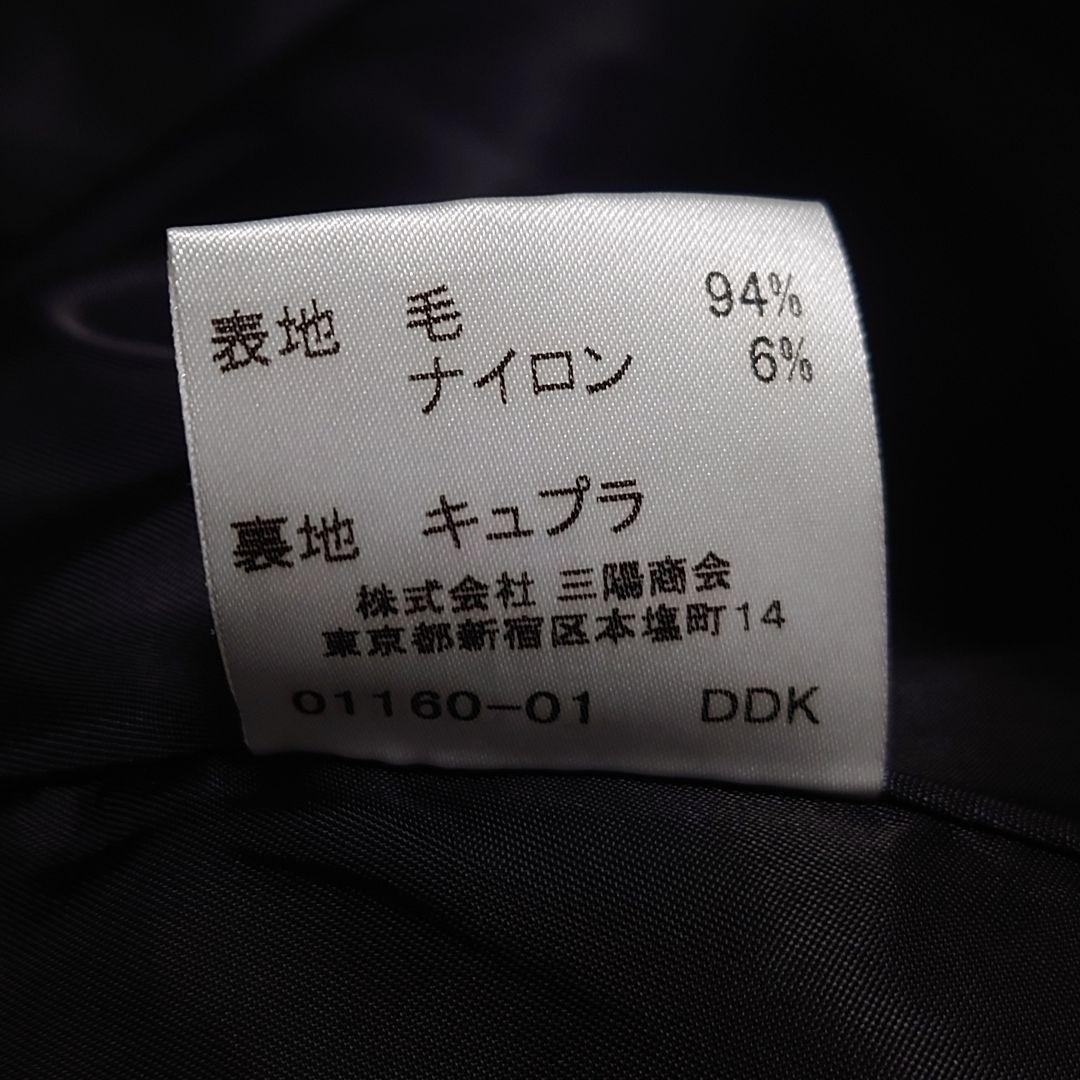 表地 毛 94%
ナイロン 6%
裏地 キュプラ
株式会社 三陽商会
東京都新宿区本塩町14
01160-01 DDK